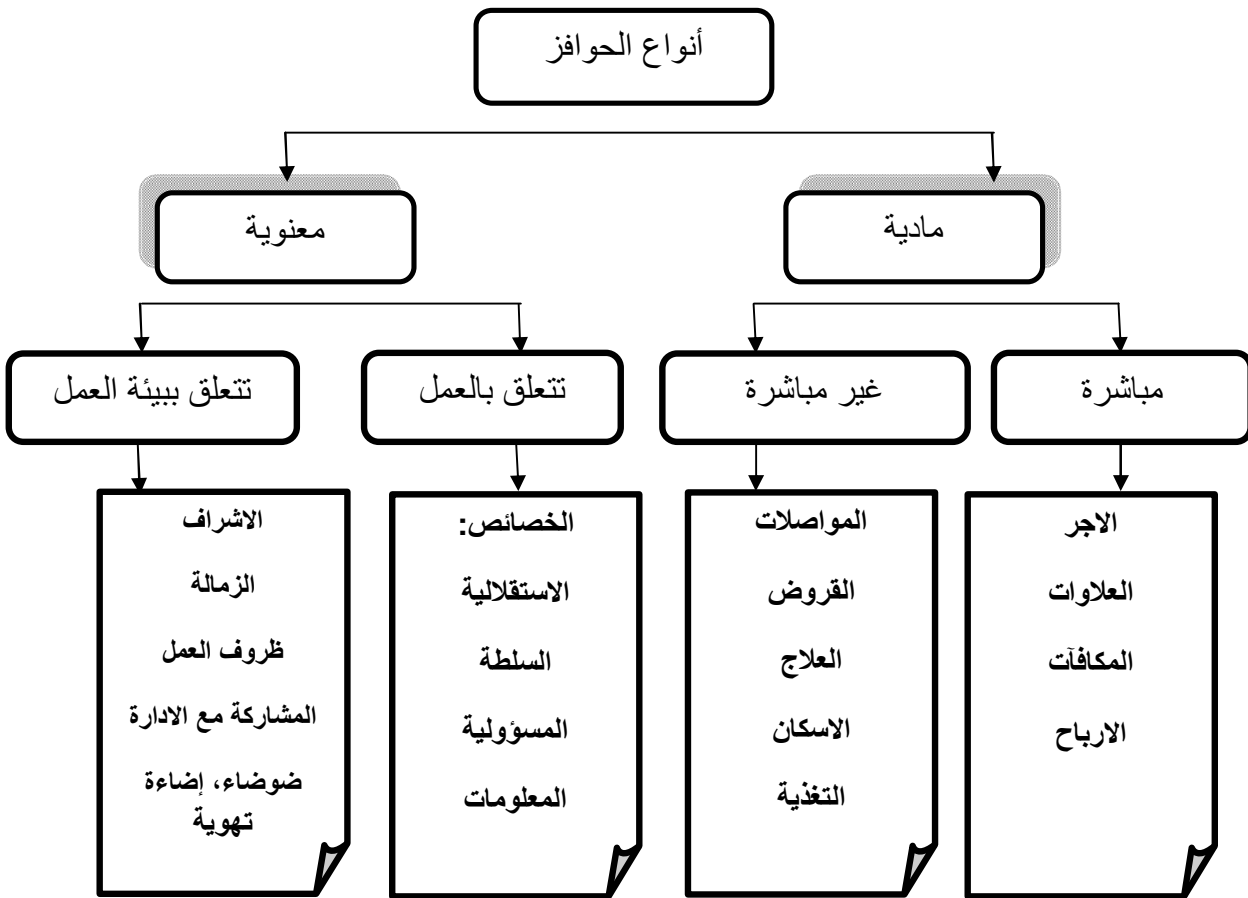 أنواع الحوافز
مادية
معنوية
مباشرة
غير مباشرة
تتعلق بالعمل
تتعلق ببيئة العمل
الاجر
العلاوات
المكافآت
الارباح
المواصلات
القروض
العلاج
الاسكان
التغذية
الخصائص:
الاستقلالية
السلطة
المسؤولية
المعلومات
الاشراف
الزمالة
ظروف العمل
المشاركة مع الادارة
ضوضاء، إضاءة
تهوية